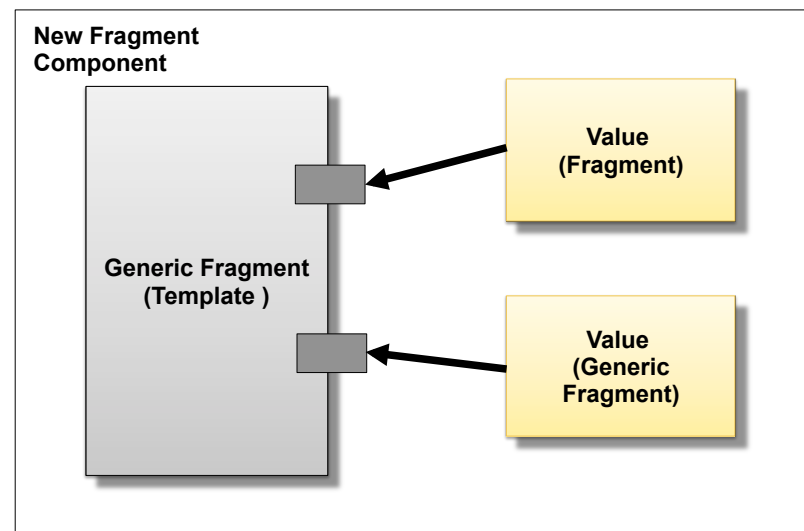 New Fragment
Component
Value
(Fragment)
Generic Fragment
(Template )
Value
(Generic
Fragment)